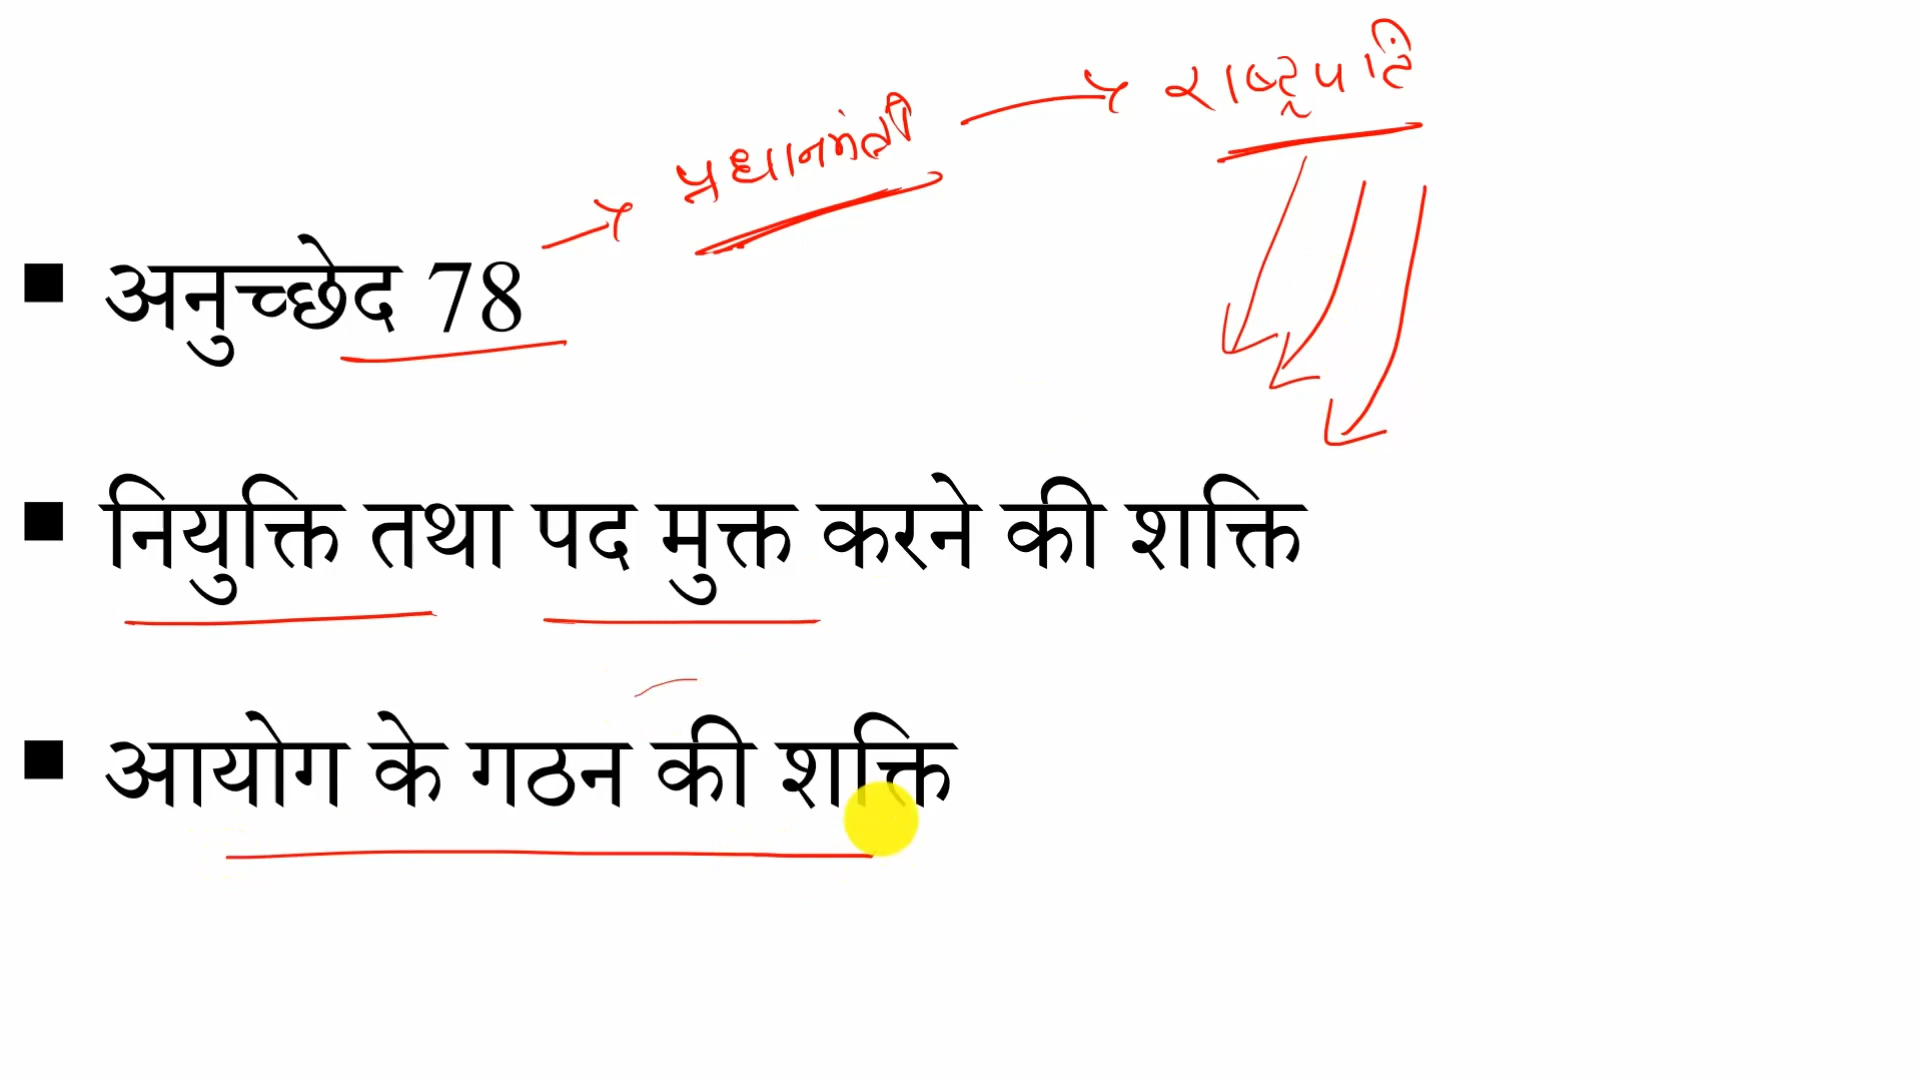 राष्ट्रपति
प्रधानमंत्री
अनुच्छेद 78
नियुक्ति तथा पद मुक्त करने की शक्ति
आयोग के गठन की शक्ति